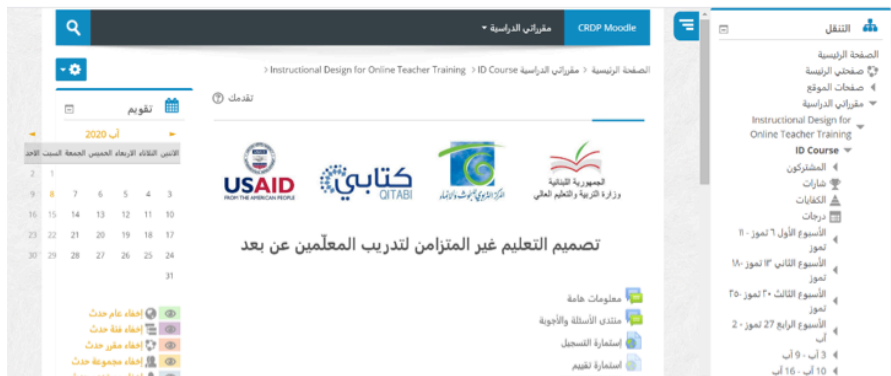 CRDP Moodle
مقرراتي الدراسية
الصفحة الرئيسية > مقرراتي الدراسية > Instructional Design for Online Teacher Training > ID Course
التنقل
الصفحة الرئيسية
صفحتي الرئيسة
صفحات الموقع
مقرراتي الدراسية
Instructional Design for
Online Teacher Training
ID Course
المشتركون
شارات
الكفايات
درجات
الأسبوع الأول ٦ تموز - ١١
تموز
الأسبوع الثاني ١٣ تموز -١٨
تموز
الأسبوع الثالث ٢٠ تموز -٢٥
تموز
الأسبوع الرابع 27 تموز - 2
آب
3 آب - 9 آب
10 آب - 16 آب
تقدمك
الجمهورية اللبنانية
وزارة التربية والتعليم العالي
المركز التربوي للبحوث والإنماء
كتابي
QITABI
USAID
FROM THE AMERICAN PEOPLE
تصميم التعليم غير المتزامن لتدريب المعلّمين عن بعد
معلومات هامة
منتدى الأسئلة والأجوبة
إستمارة التسجيل
استمارة تقييم
تقويم
آب 2020
الاثنين الثلاثاء الاربعاء الخميس الجمعة السبت الاحد
1 2
3 4 5 6 7 8 9
10 11 12 13 14 15 16
17 18 19 20 21 22 23
24 25 26 27 28 29 30
31
إخفاء عام حدث
إخفاء فئة حدث
إخفاء مقرر حدث
إخفاء مجموعة حدث